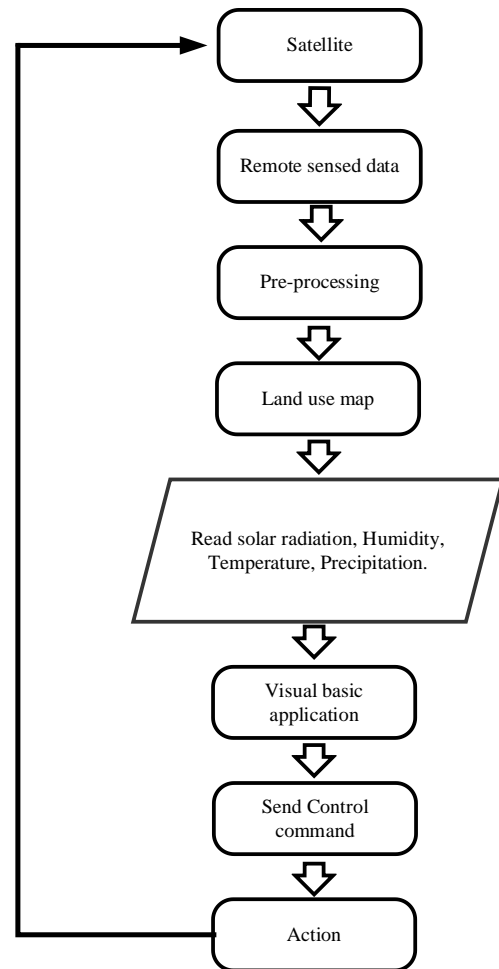 Satellite
Remote sensed data
Pre-processing
Land use map
Read solar radiation, Humidity,
Temperature, Precipitation.
Visual basic
application
Send Control
command
Action